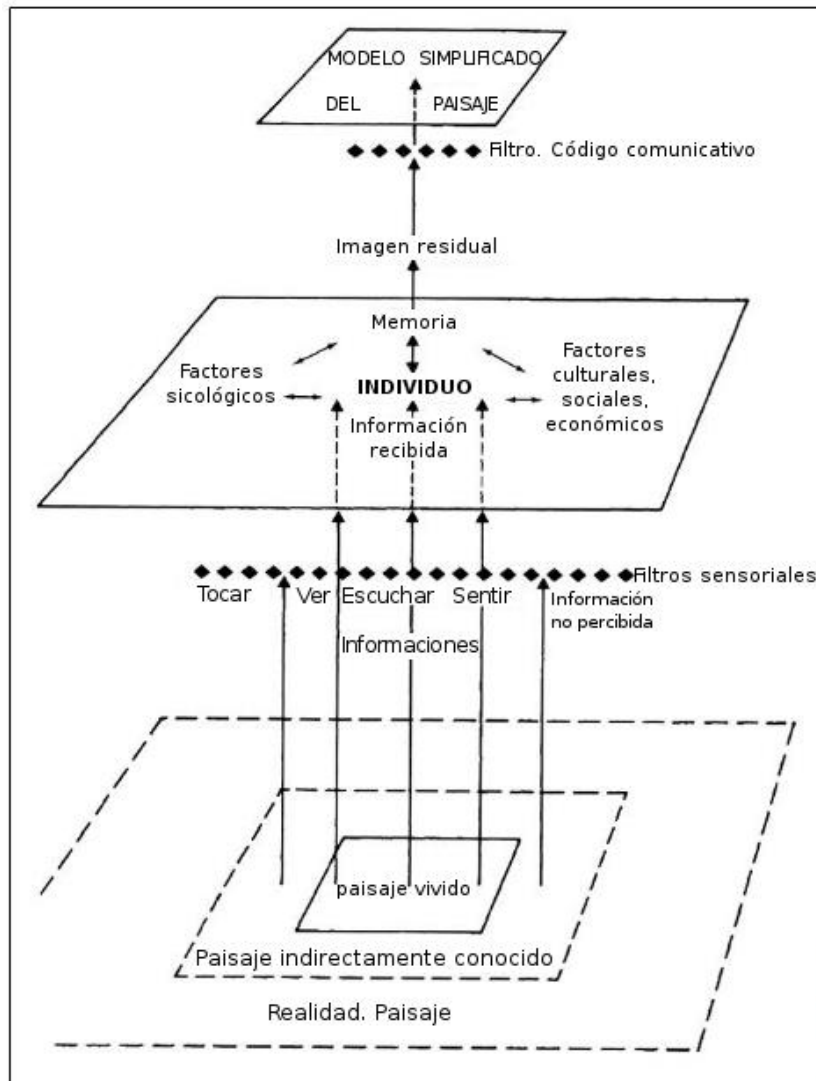 MODELO SIMPLIFICADO
DEL PAISAJE
Filtro. Código comunicativo
Imagen residual
Memoria
Factores
sicológicos
INDIVIDUO
Factores
culturales,
sociales,
económicos
Información
recibida
Filtros sensoriales
Tocar Ver Escuchar Sentir
Información
no percibida
Informaciones
paisaje vivido
Paisaje indirectamente conocido
Realidad. Paisaje